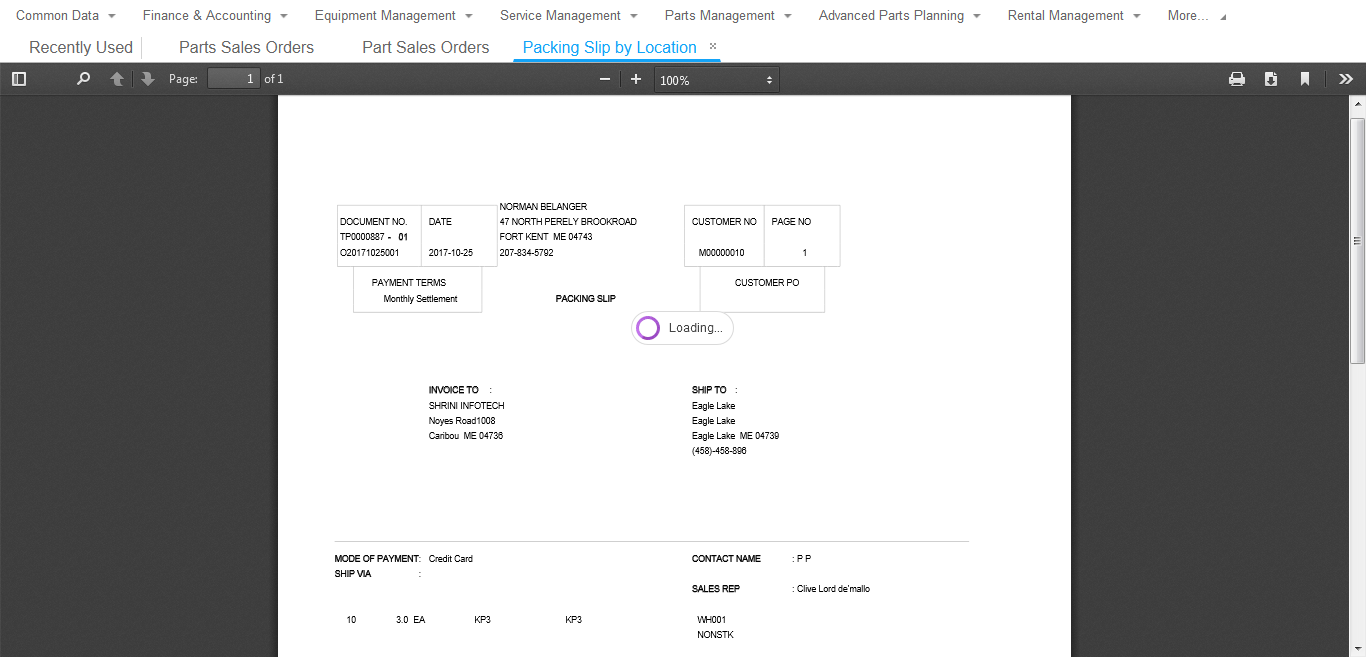 Common Data Finance & Accounting Equipment Management Service Management Parts Management Advanced Parts Planning Rental Management More...
Recently Used Parts Sales Orders Part Sales Orders Packing Slip by Location ×
Page: 1 of 1 100%
NORMAN BELANGER
DOCUMENT NO. DATE 47 NORTH PERELY BROOKROAD CUSTOMER NO PAGE NO
TP0000887 - 01 FORT KENT ME 04743
O20171025001 2017-10-25 207-834-5792 M00000010 1
PAYMENT TERMS CUSTOMER PO
Monthly Settlement PACKING SLIP
Loading...
INVOICE TO : SHIP TO :
SHRINI INFOTECH Eagle Lake
Noyes Road1008 Eagle Lake
Caribou ME 04736 Eagle Lake ME 04739
(458)-458-896
MODE OF PAYMENT: Credit Card CONTACT NAME : P P
SHIP VIA :
SALES REP : Clive Lord de'mallo
10 3.0 EA KP3 KP3 WH001
NONSTK